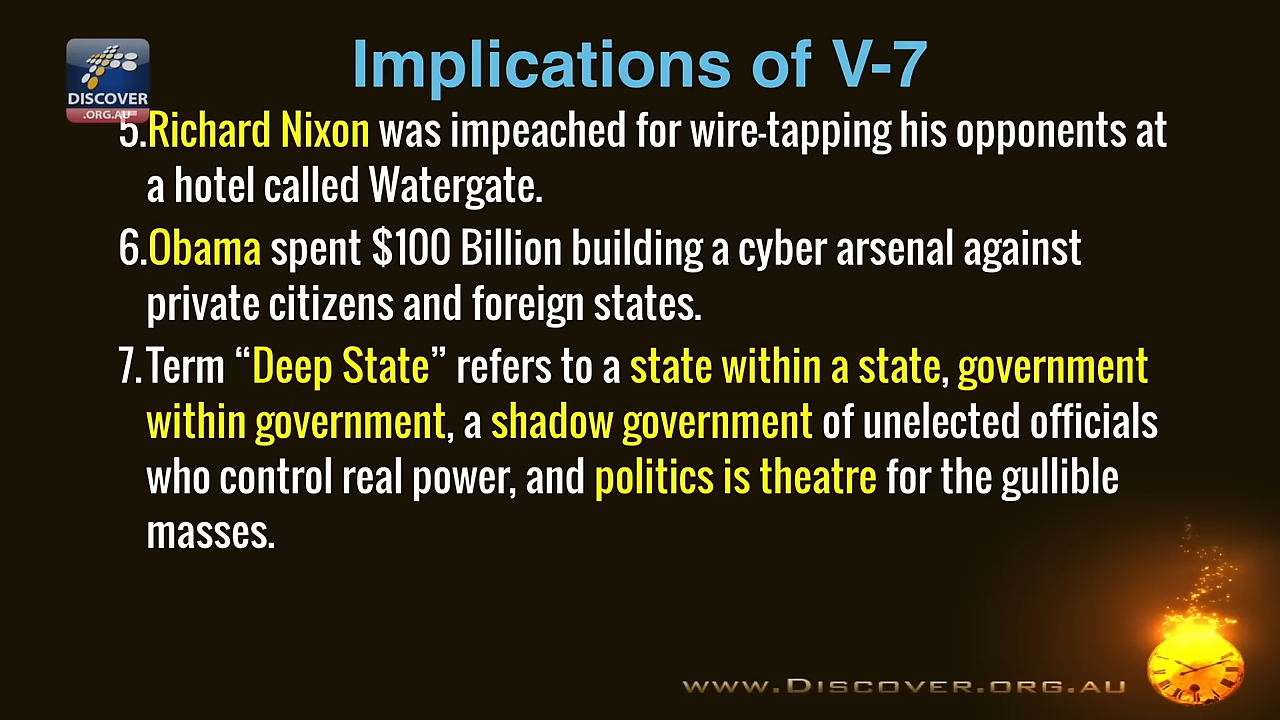 Implications of V-7
DISCOVER
.ORG.AU
5.Richard Nixon was impeached for wire-tapping his opponents at
a hotel called Watergate.
6.Obama spent $100 Billion building a cyber arsenal against
private citizens and foreign states.
7.Term “Deep State” refers to a state within a state, government
within government, a shadow government of unelected officials
who control real power, and politics is theatre for the gullible
masses.
www.Discover.org.au